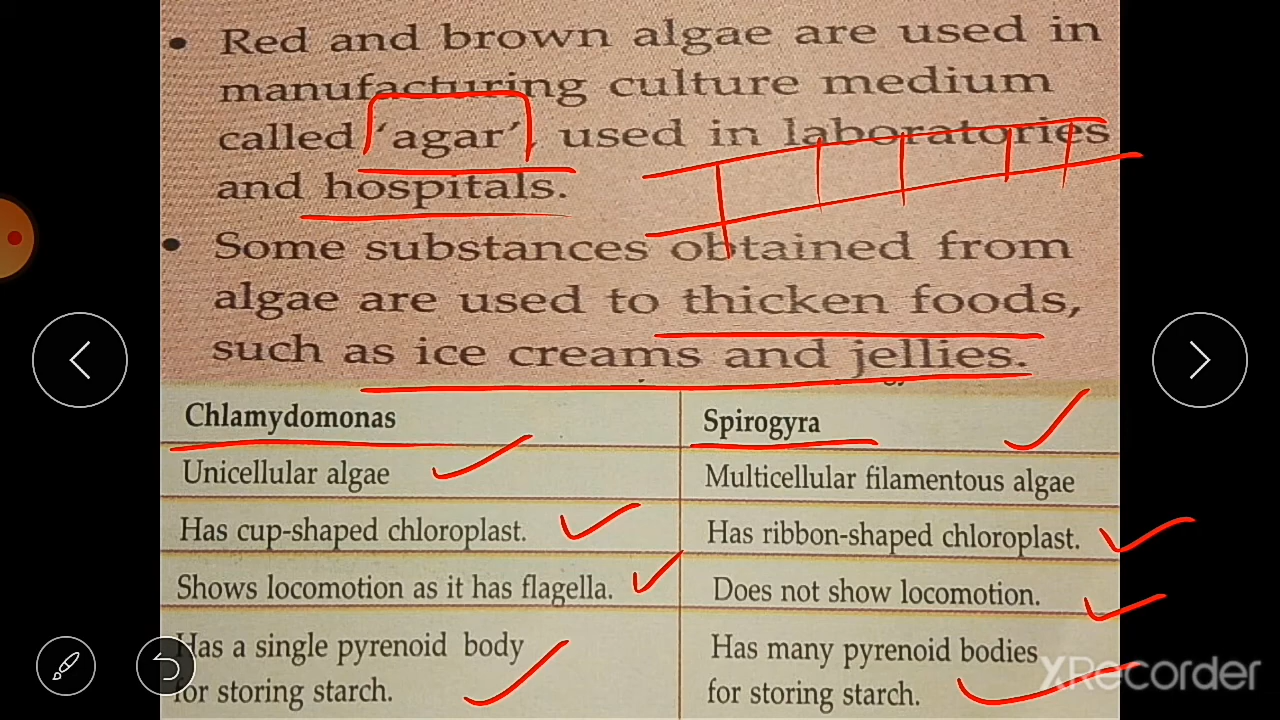 • Red and brown algae are used in
manufacturing culture medium
called 'agar', used in laboratories
and hospitals.
• Some substances obtained from
algae are used to thicken foods,
such as ice creams and jellies.
Chlamydomonas Spirogyra
Unicellular algae Multicellular filamentous algae
Has cup-shaped chloroplast. Has ribbon-shaped chloroplast.
Shows locomotion as it has flagella. Does not show locomotion.
Has a single pyrenoid body Has many pyrenoid bodies
for storing starch. for storing starch.
XRecorder